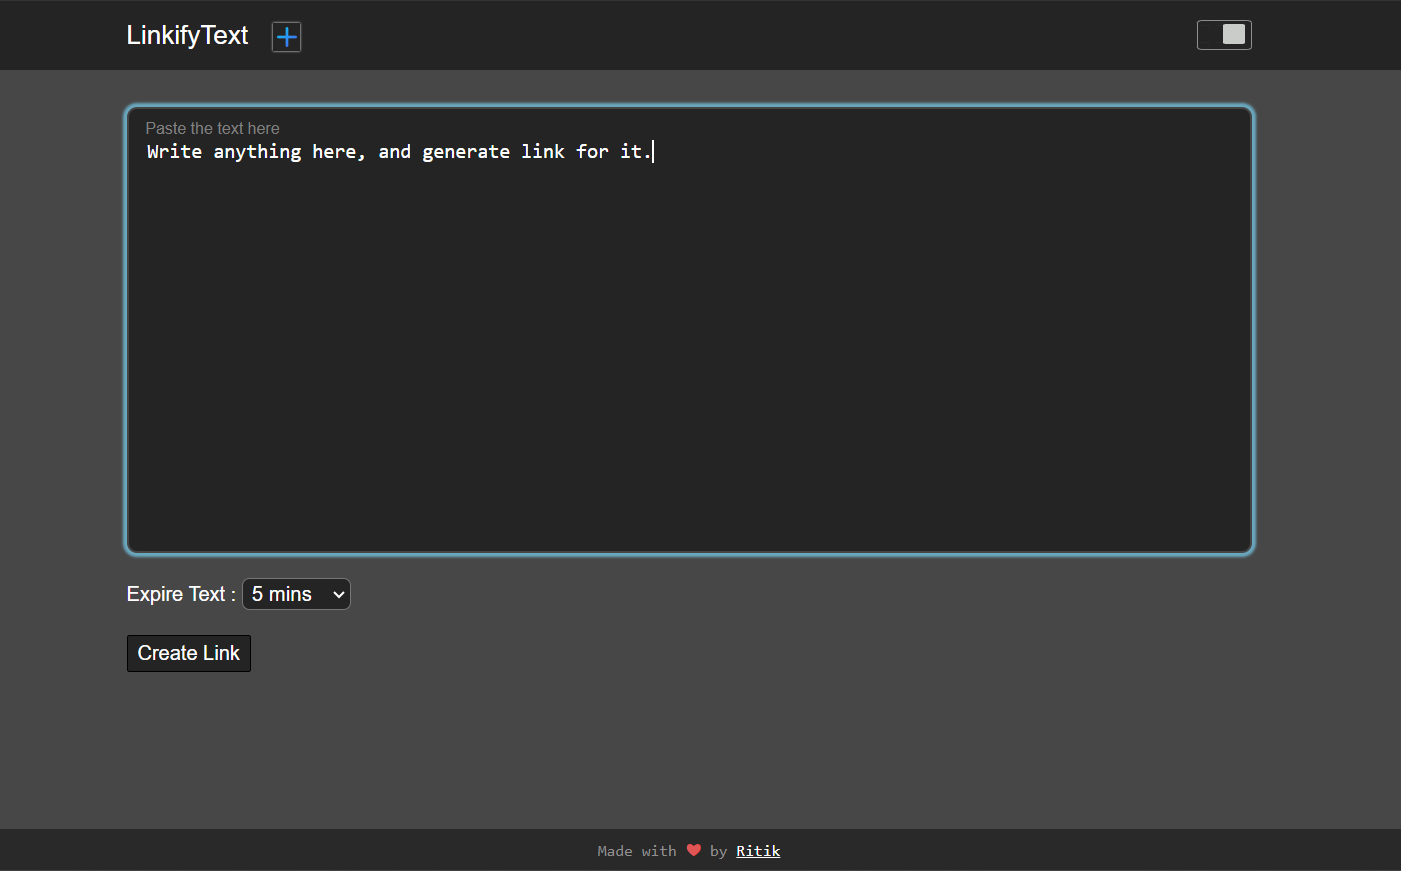 LinkifyText
Paste the text here
Write anything here, and generate link for it.
Expire Text : 5 mins
Create Link
Made with ❤ by Ritik